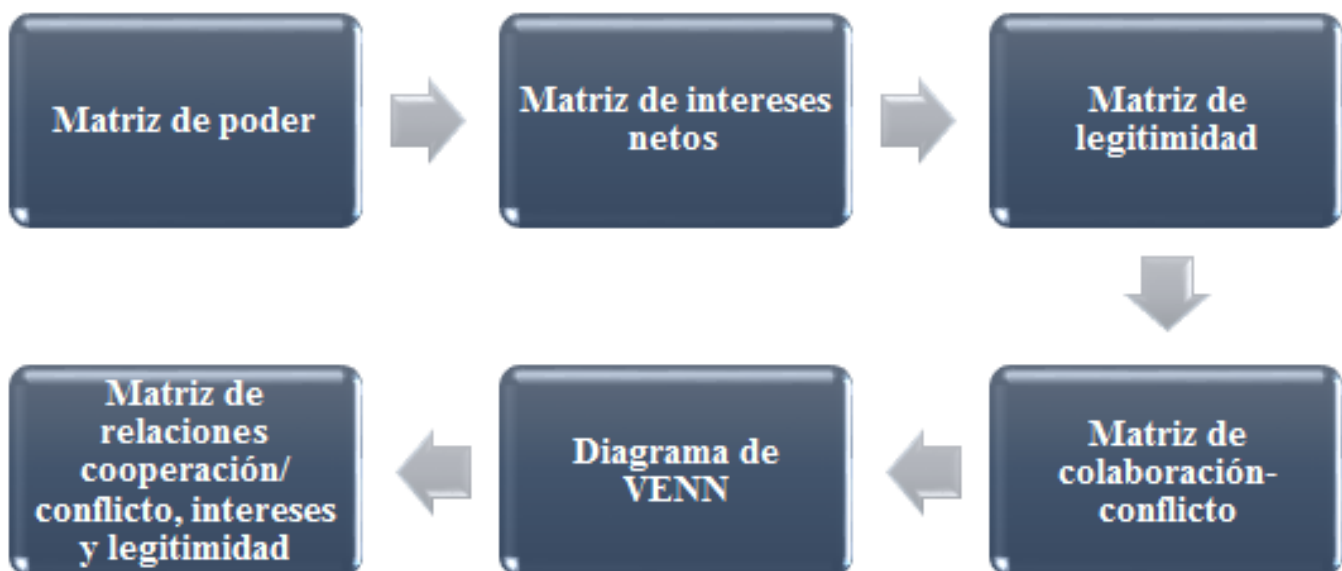 Matriz de poder
Matriz de intereses
netos
Matriz de
legitimidad
Matriz de
colaboración-
conflicto
Diagrama de
VENN
Matriz de
relaciones
cooperación/
conflicto, intereses
y legitimidad